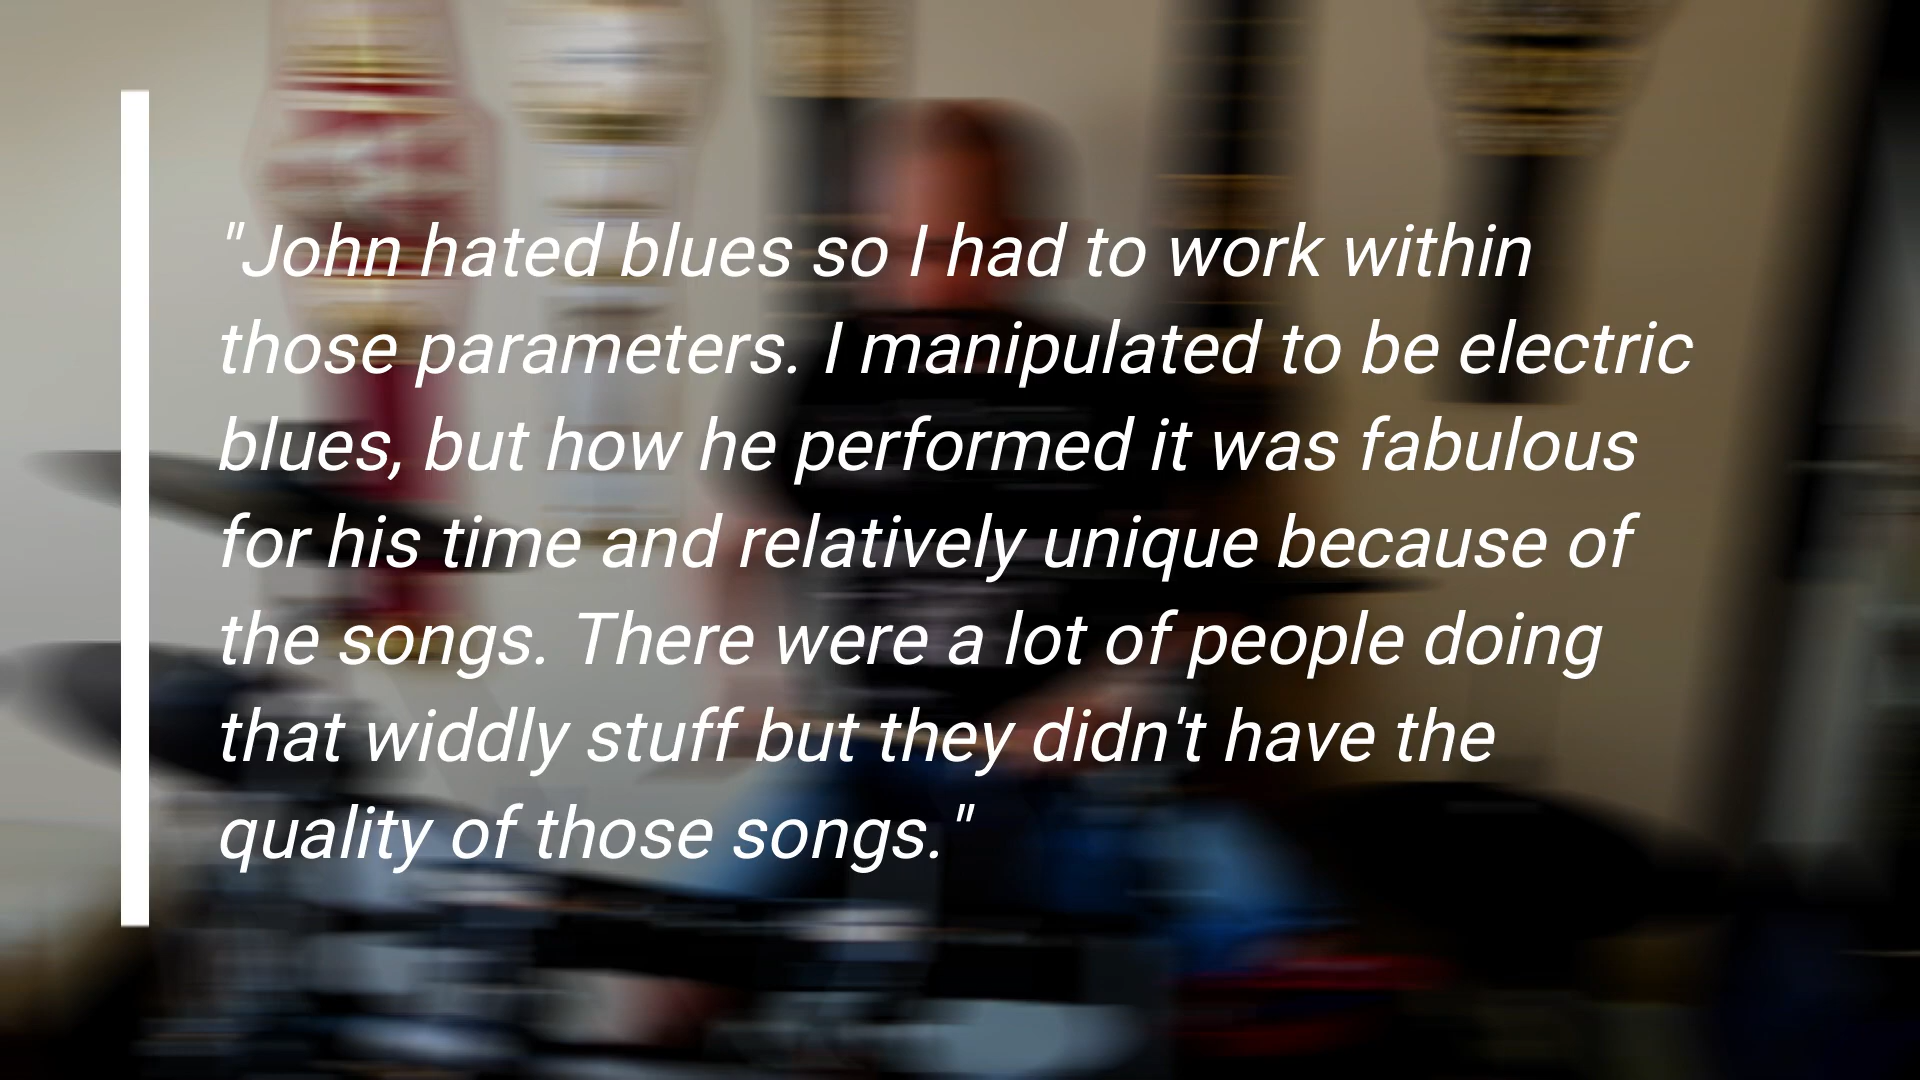 "John hated blues so I had to work within
those parameters. I manipulated to be electric
blues, but how he performed it was fabulous
for his time and relatively unique because of
the songs. There were a lot of people doing
that widdly stuff but they didn't have the
quality of those songs."